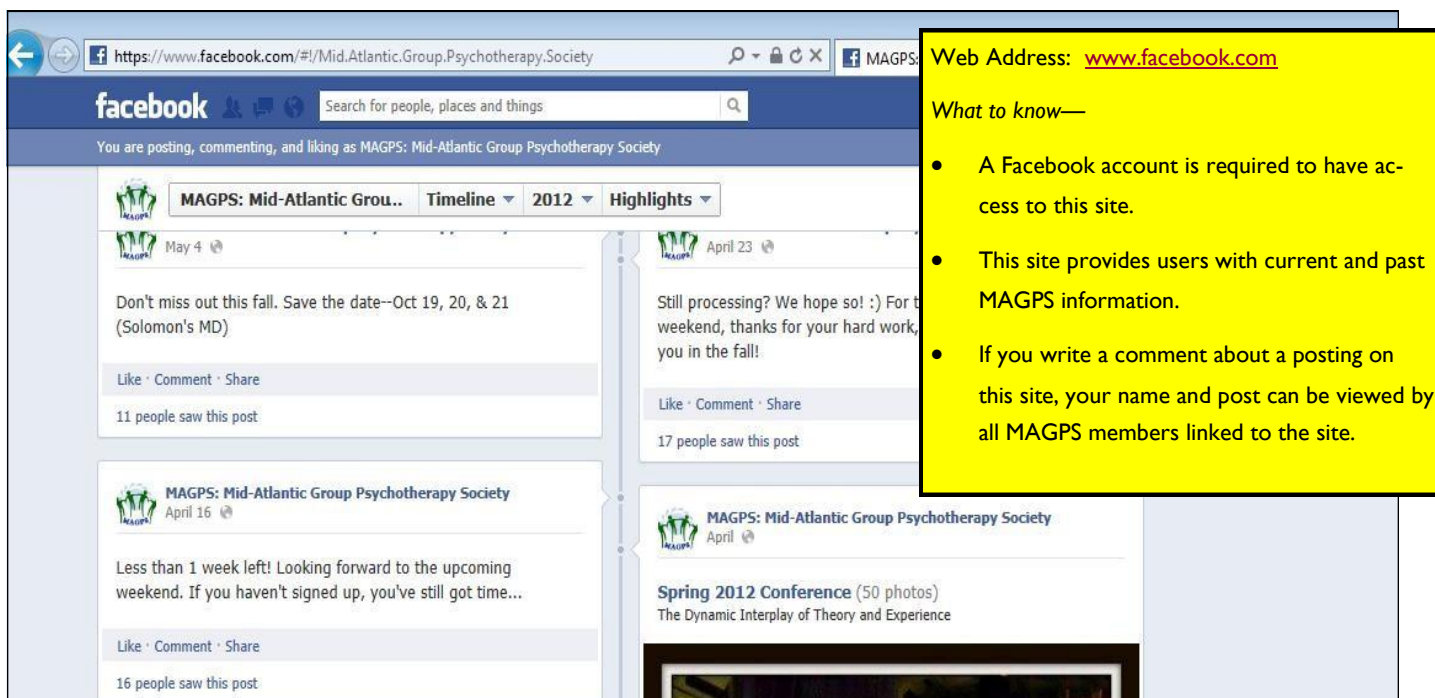 https://www.facebook.com/#!/Mid.Atlantic.Group.Psychotherapy.Society
MAGPS:
facebook
Search for people, places and things
You are posting, commenting, and liking as MAGPS: Mid-Atlantic Group Psychotherapy Society
MAGPS: Mid-Atlantic Grou.. Timeline 2012 Highlights
MAGPS
May 4
Don't miss out this fall. Save the date--Oct 19, 20, & 21
(Solomon's MD)
Like · Comment · Share
11 people saw this post
MAGPS
MAGPS: Mid-Atlantic Group Psychotherapy Society
April 16
Less than 1 week left! Looking forward to the upcoming
weekend. If you haven't signed up, you've still got time...
Like · Comment · Share
16 people saw this post
MAGPS
April 23
Still processing? We hope so! :) For
weekend, thanks for your hard work,
you in the fall!
Like · Comment · Share
17 people saw this post
MAGPS
MAGPS: Mid-Atlantic Group Psychotherapy Society
April
Spring 2012 Conference (50 photos)
The Dynamic Interplay of Theory and Experience
Web Address: www.facebook.com
What to know—
• A Facebook account is required to have ac-
cess to this site.
• This site provides users with current and past
MAGPS information.
• If you write a comment about a posting on
this site, your name and post can be viewed by
all MAGPS members linked to the site.